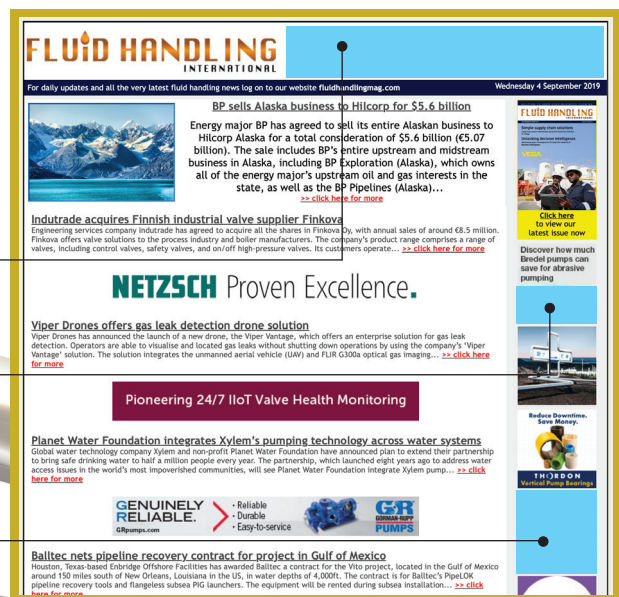 FLUID HANDLING
INTERNATIONAL
For daily updates and all the very latest fluid handling news log on to our website fluidhandlingmag.com
Wednesday 4 September 2019
BP sells Alaska business to Hilcorp for $5.6 billion
Energy major BP has agreed to sell its entire Alaskan business to
Hilcorp Alaska for a total consideration of $5.6 billion (€5.07
billion). The sale includes BP's entire upstream and midstream
business in Alaska, including BP Exploration (Alaska), which owns
all of the energy major's upstream oil and gas interests in the
state, as well as the BP Pipelines (Alaska)...
>> click here for more
FLUID HANDLING
Simple supply chain solutions
Unlocking decision intelligence
VEGA
Click here
to view our
latest issue now
Indutrade acquires Finnish industrial valve supplier Finkova
Engineering services company Indutrade has agreed to acquire all the shares in Finkova Oy, with annual sales of around €8.5 million.
Finkova offers valve solutions to the process industry and boiler manufacturers. The company's product range comprises a range of
valves, including control valves, safety valves, and on/off high-pressure valves. Its customers operate... >> click here for more
Discover how much
Bredel pumps can
save for abrasive
pumping
NETZSCH Proven Excellence.
Viper Drones offers gas leak detection drone solution
Viper Drones has announced the launch of a new drone, the Viper Vantage, which offers an enterprise solution for gas leak
detection. Operators are able to visualise and located gas leaks without shutting down operations by using the company's 'Viper
Vantage' solution. The solution integrates the unmanned aerial vehicle (UAV) and FLIR G300a optical gas imaging... >> click here
for more
Pioneering 24/7 IIoT Valve Health Monitoring
Reduce Downtime.
Save Money.
THORDON
Vertical Pump Bearings
Planet Water Foundation integrates Xylem's pumping technology across water systems
Global water technology company Xylem and non-profit Planet Water Foundation have announced plan to extend their partnership
to bring safe drinking water to half a million people every year. The partnership, which launched eight years ago to address water
access issues in the world's most impoverished communities, will see Planet Water Foundation integrate Xylem pump... >> click
here for more
GENUINELY
RELIABLE.
GRpumps.com
• Reliable
• Durable
• Easy-to-service
GR
GORMAN-RUPP
PUMPS
Balltec nets pipeline recovery contract for project in Gulf of Mexico
Houston, Texas-based Enbridge Offshore Facilities has awarded Balltec a contract for the Vito project, located in the Gulf of Mexico
around 150 miles south of New Orleans, Louisiana in the US, in water depths of 4,000ft. The contract is for Balltec's PipeLOK
pipeline recovery tools and flangeless subsea PIG launchers. The equipment will be rented during subsea installation... >> click
here for more